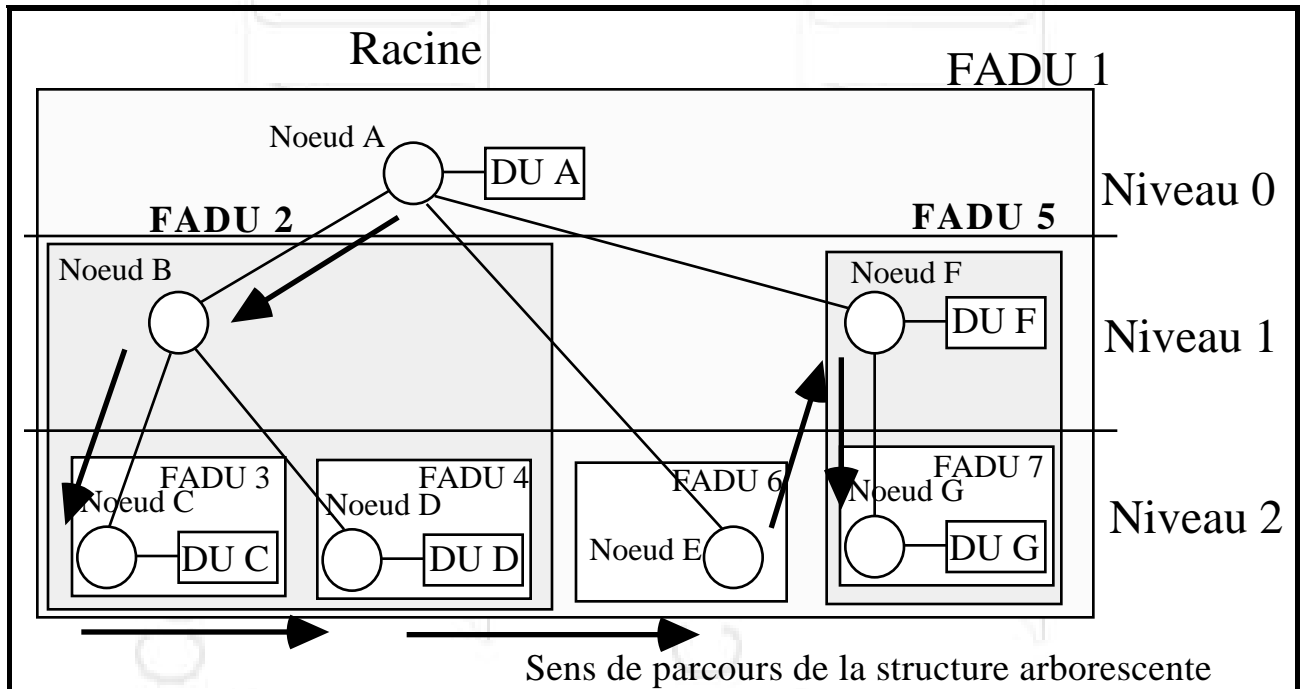 Racine
FADU 1
Noeud A
DU A
Niveau 0
FADU 2
FADU 5
Noeud B
Noeud F
DU F
Niveau 1
FADU 3
FADU 4
FADU 6
FADU 7
Noeud C
Noeud D
Noeud G
Niveau 2
DU C
DU D
Noeud E
DU G
Sens de parcours de la structure arborescente